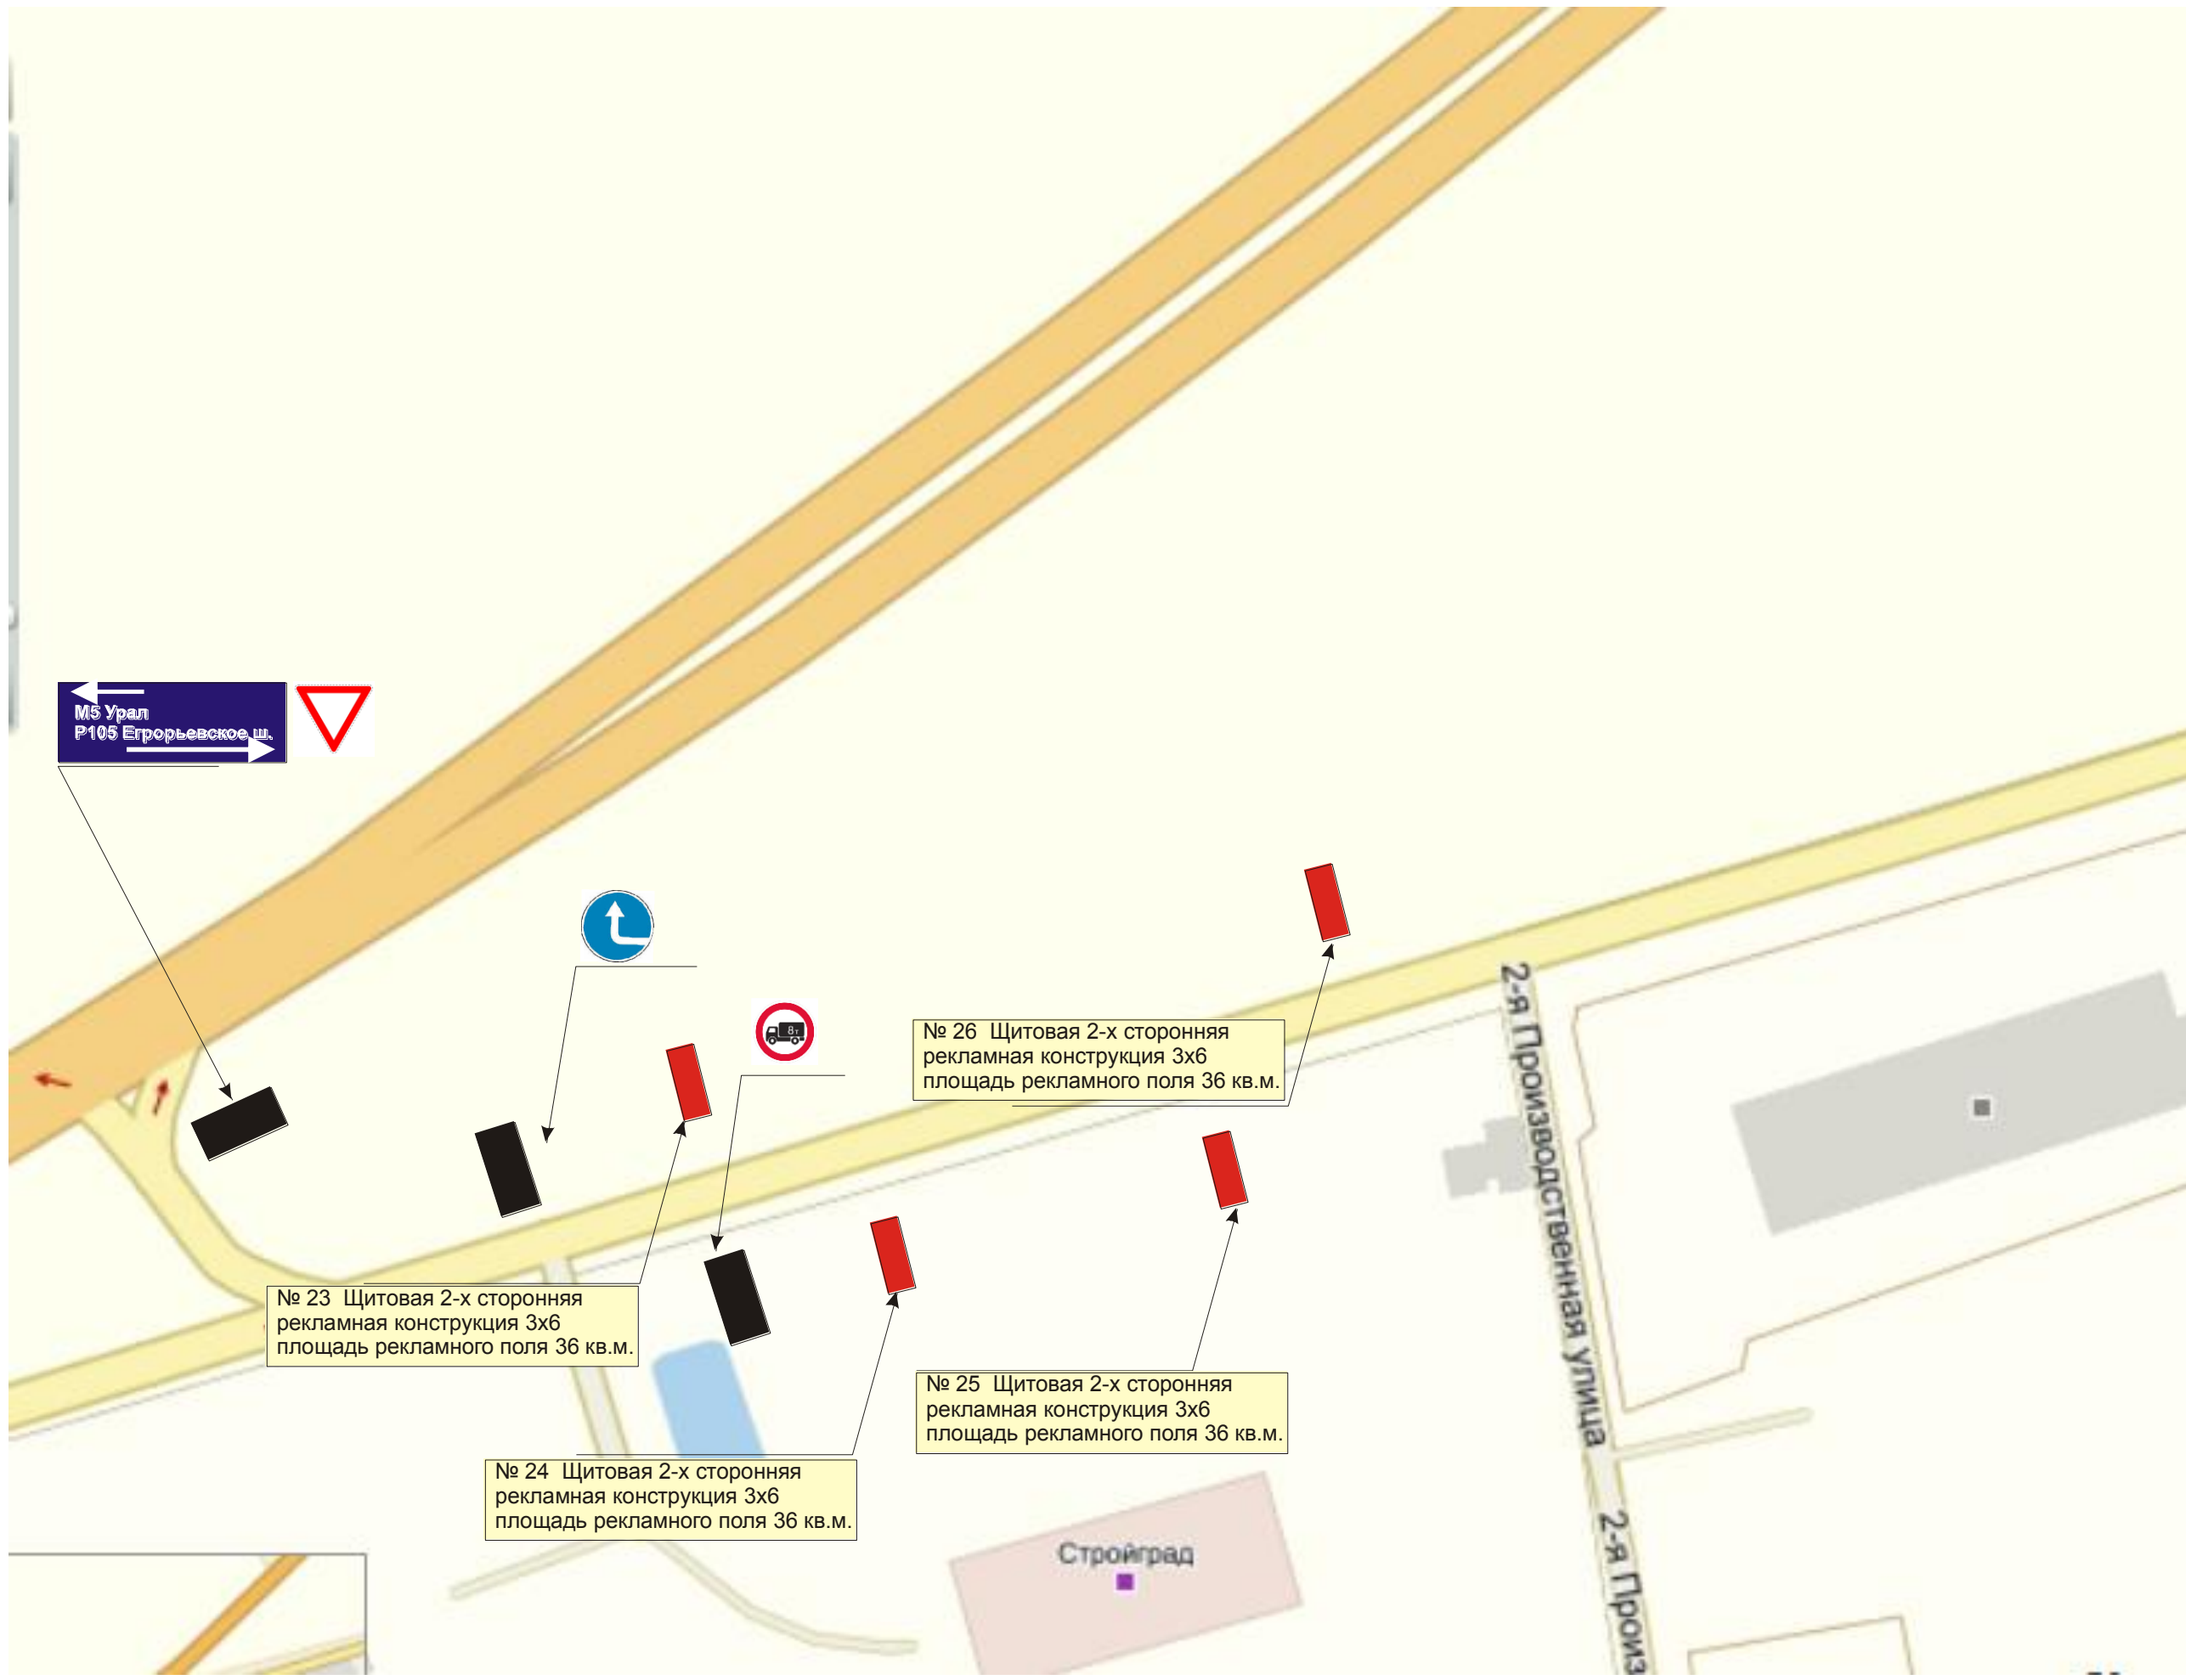 М5 Урал
Р105 Егрорьевское ш.
8т
№ 26 Щитовая 2-х сторонняя
рекламная конструкция 3х6
площадь рекламного поля 36 кв.м.
2-я Производственная улица
№ 23 Щитовая 2-х сторонняя
рекламная конструкция 3х6
площадь рекламного поля 36 кв.м.
№ 25 Щитовая 2-х сторонняя
рекламная конструкция 3х6
площадь рекламного поля 36 кв.м.
№ 24 Щитовая 2-х сторонняя
рекламная конструкция 3х6
площадь рекламного поля 36 кв.м.
Стройград
2-я Произ